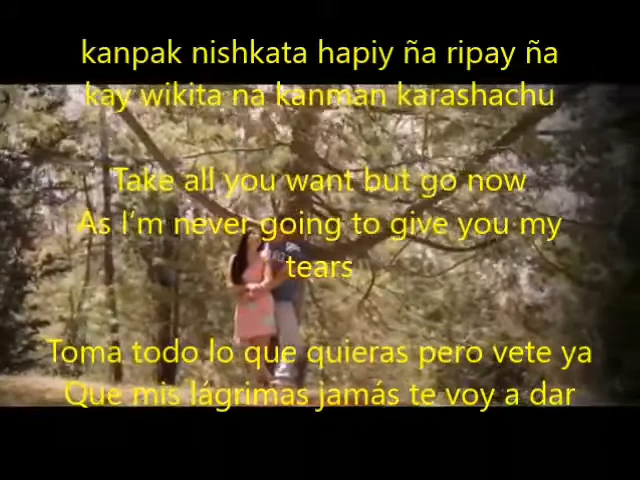 kanpak nishkata hapiy ña ripay ña
kay wikita na kanman karashachu
Take all you want but go now
As I’m never going to give you my
tears
Toma todo lo que quieras pero vete ya
Que mis lágrimas jamás te voy a dar